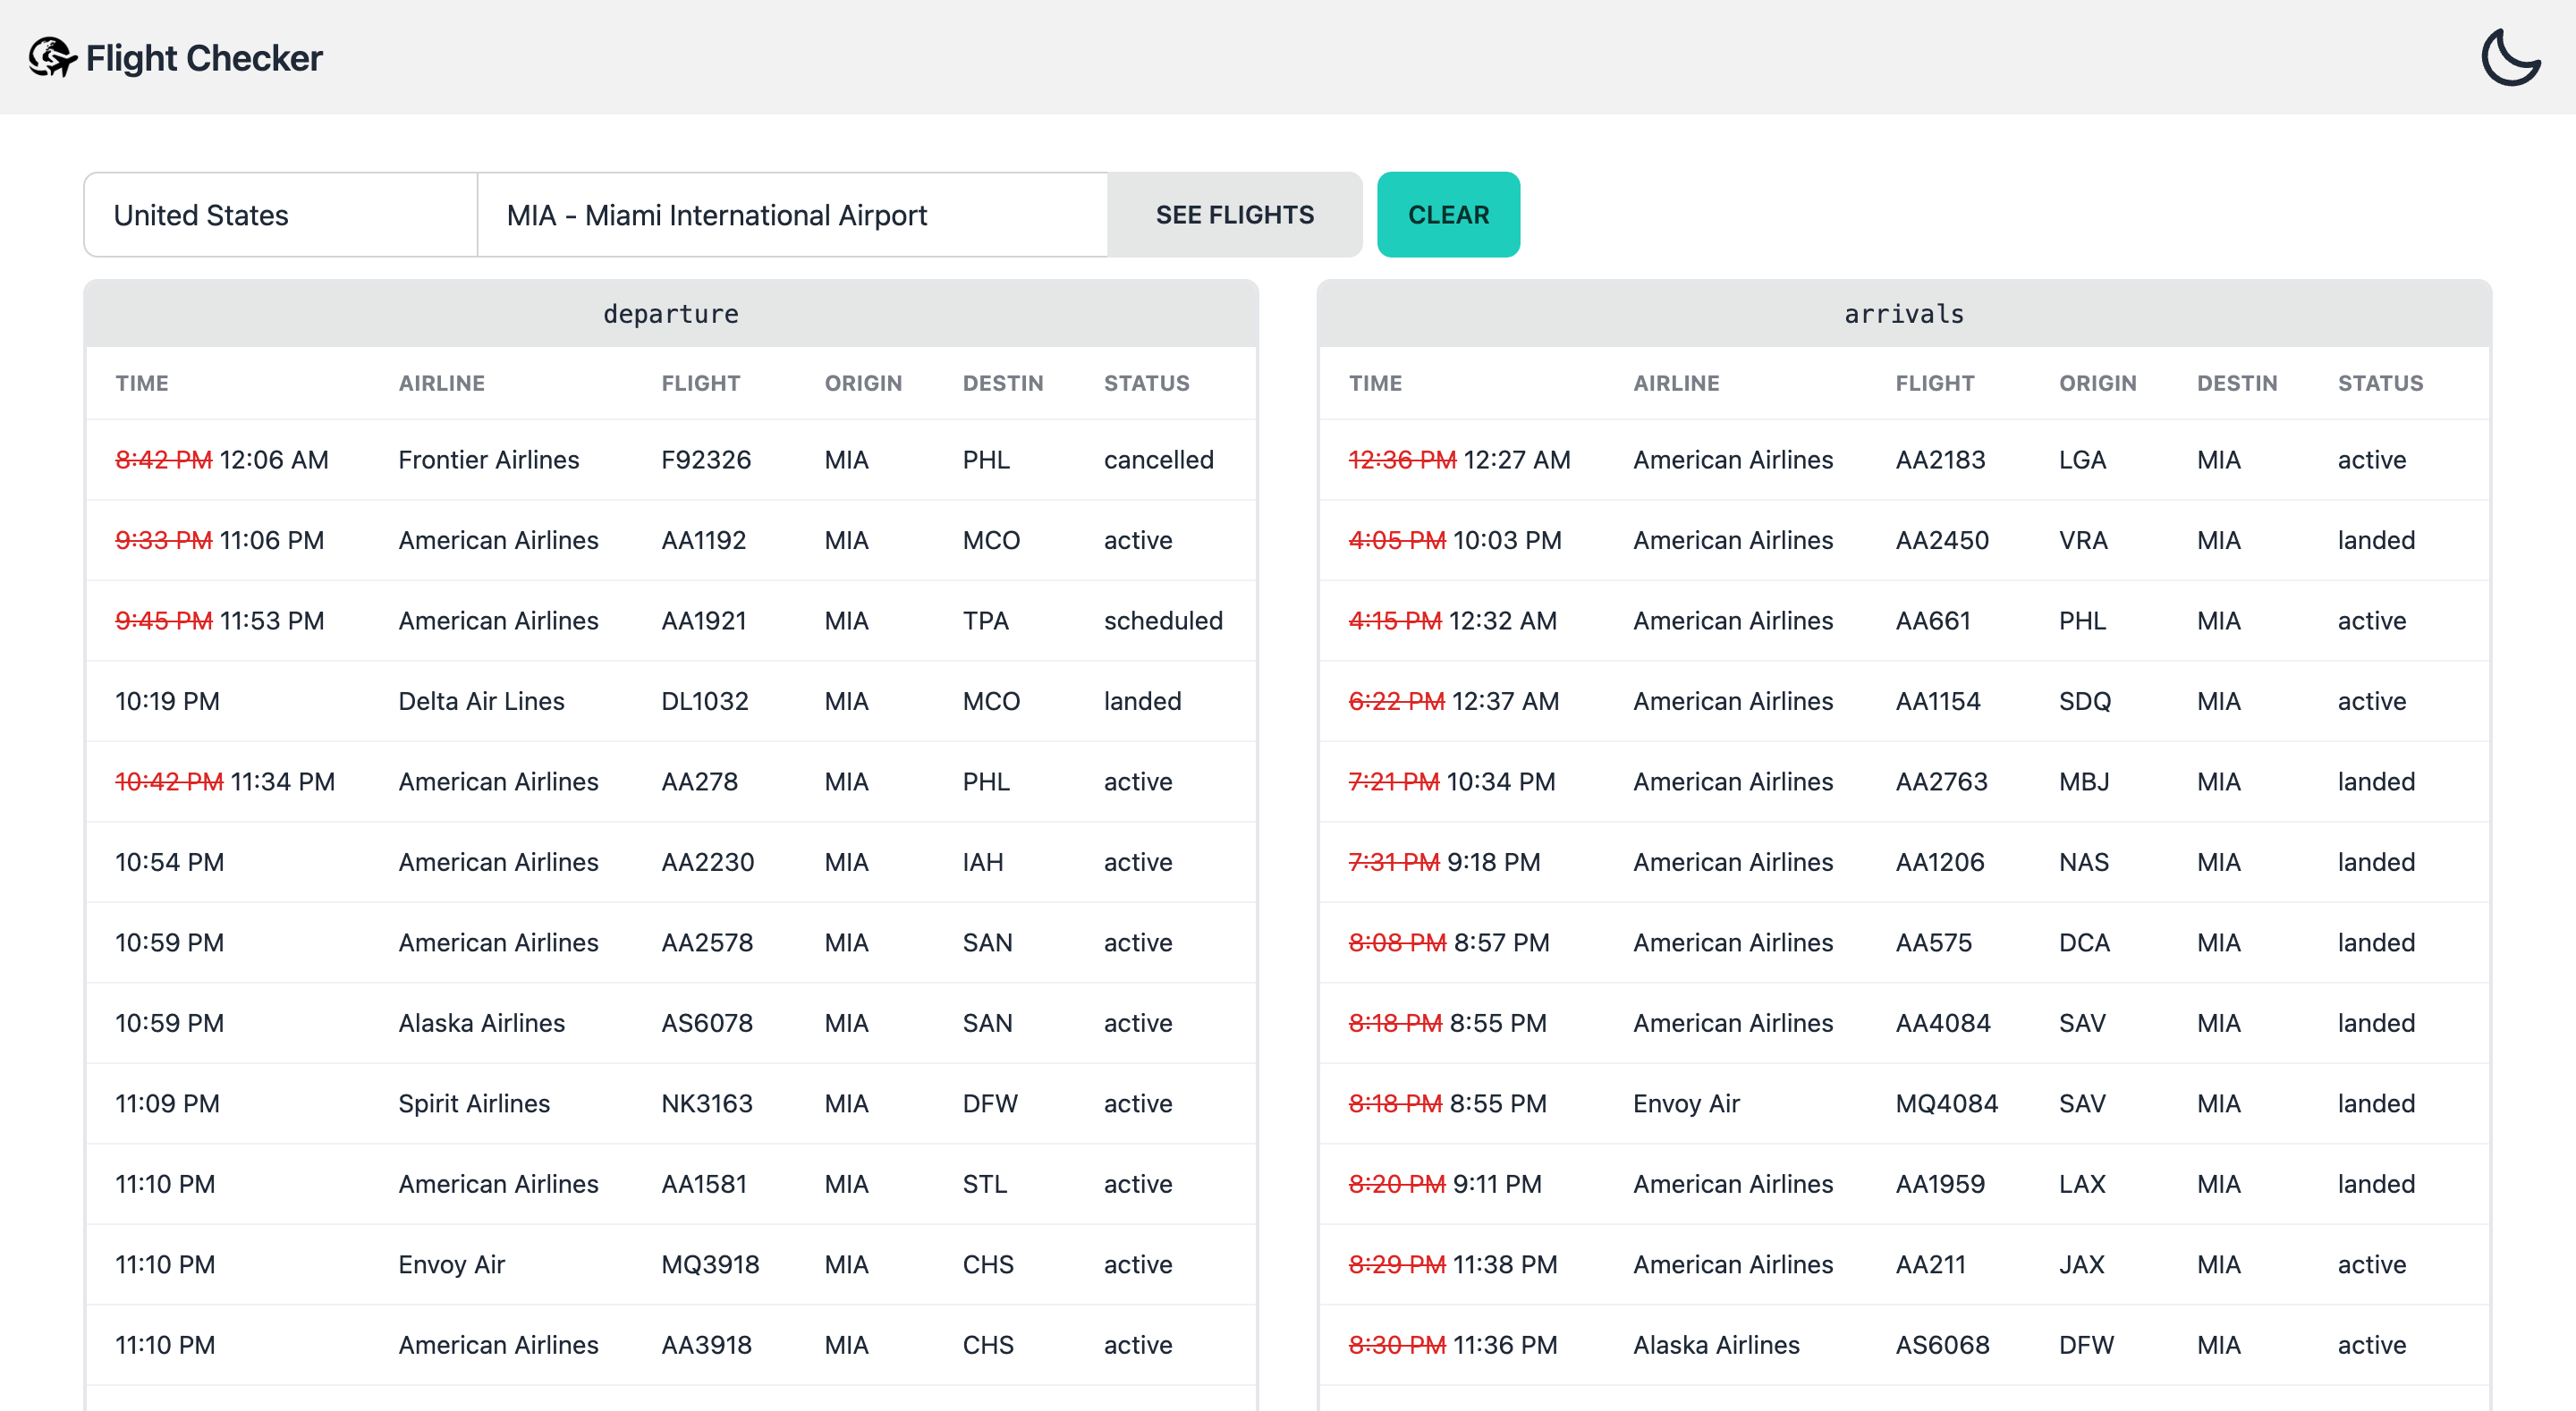 Flight Checker
United States MIA - Miami International Airport SEE FLIGHTS CLEAR
departure
TIME AIRLINE FLIGHT ORIGIN DESTIN STATUS
8:42 PM 12:06 AM Frontier Airlines F92326 MIA PHL cancelled
9:33 PM 11:06 PM American Airlines AA1192 MIA MCO active
9:45 PM 11:53 PM American Airlines AA1921 MIA TPA scheduled
10:19 PM Delta Air Lines DL1032 MIA MCO landed
10:42 PM 11:34 PM American Airlines AA278 MIA PHL active
10:54 PM American Airlines AA2230 MIA IAH active
10:59 PM American Airlines AA2578 MIA SAN active
10:59 PM Alaska Airlines AS6078 MIA SAN active
11:09 PM Spirit Airlines NK3163 MIA DFW active
11:10 PM American Airlines AA1581 MIA STL active
11:10 PM Envoy Air MQ3918 MIA CHS active
11:10 PM American Airlines AA3918 MIA CHS active
arrivals
TIME AIRLINE FLIGHT ORIGIN DESTIN STATUS
12:36 PM 12:27 AM American Airlines AA2183 LGA MIA active
4:05 PM 10:03 PM American Airlines AA2450 VRA MIA landed
4:15 PM 12:32 AM American Airlines AA661 PHL MIA active
6:22 PM 12:37 AM American Airlines AA1154 SDQ MIA active
7:21 PM 10:34 PM American Airlines AA2763 MBJ MIA landed
7:31 PM 9:18 PM American Airlines AA1206 NAS MIA landed
8:08 PM 8:57 PM American Airlines AA575 DCA MIA landed
8:18 PM 8:55 PM American Airlines AA4084 SAV MIA landed
8:18 PM 8:55 PM Envoy Air MQ4084 SAV MIA landed
8:20 PM 9:11 PM American Airlines AA1959 LAX MIA landed
8:29 PM 11:38 PM American Airlines AA211 JAX MIA active
8:30 PM 11:36 PM Alaska Airlines AS6068 DFW MIA active